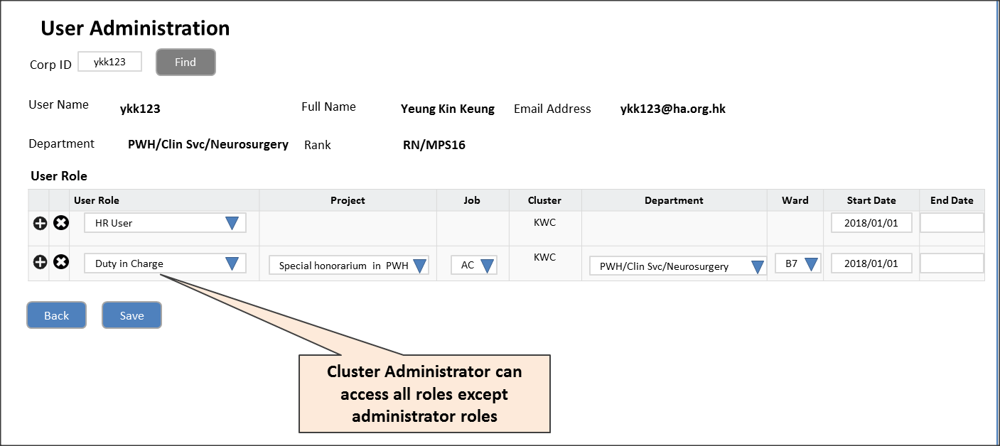 User Administration
Corp ID ykk123 Find
User Name ykk123 Full Name Yeung Kin Keung Email Address ykk123@ha.org.hk
Department PWH/Clin Svc/Neurosurgery Rank RN/MPS16
User Role
User Role Project Job Cluster Department Ward Start Date End Date
HR User KWC 2018/01/01
Duty in Charge Special honorarium in PWH AC KWC PWH/Clin Svc/Neurosurgery B7 2018/01/01
Back Save
Cluster Administrator can
access all roles except
administrator roles